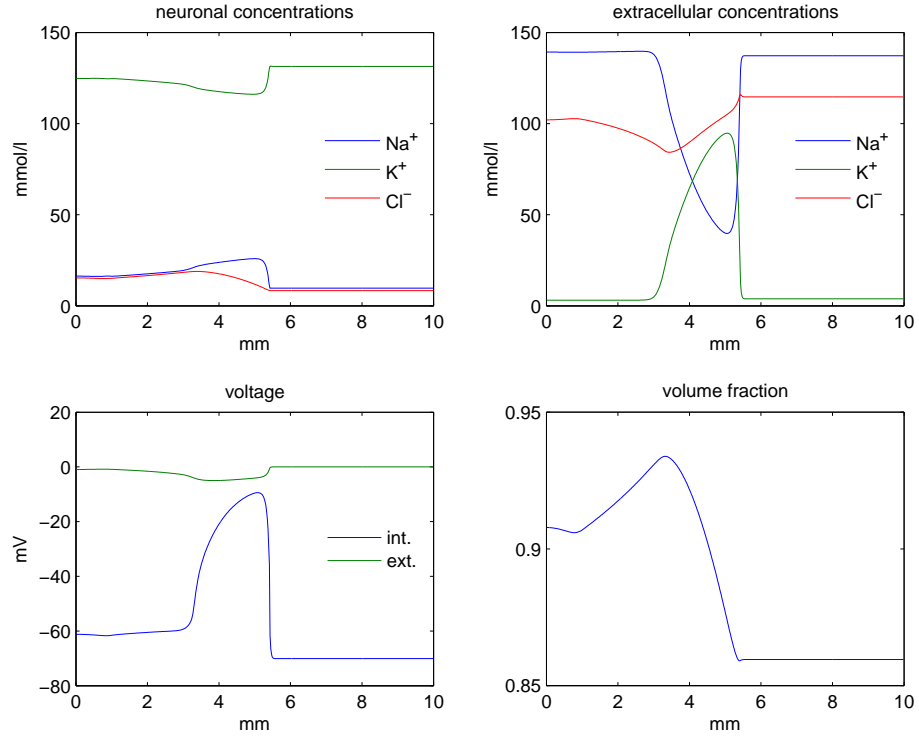 neuronal concentrations
mmol/l
150
100
50
0
Na+
K+
Cl−
0 2 4 6 8 10
mm
extracellular concentrations
mmol/l
150
100
50
0
Na+
K+
Cl−
0 2 4 6 8 10
mm
voltage
mV
20
0
−20
−40
−60
−80
int.
ext.
0 2 4 6 8 10
mm
volume fraction
0.95
0.9
0.85
0 2 4 6 8 10
mm